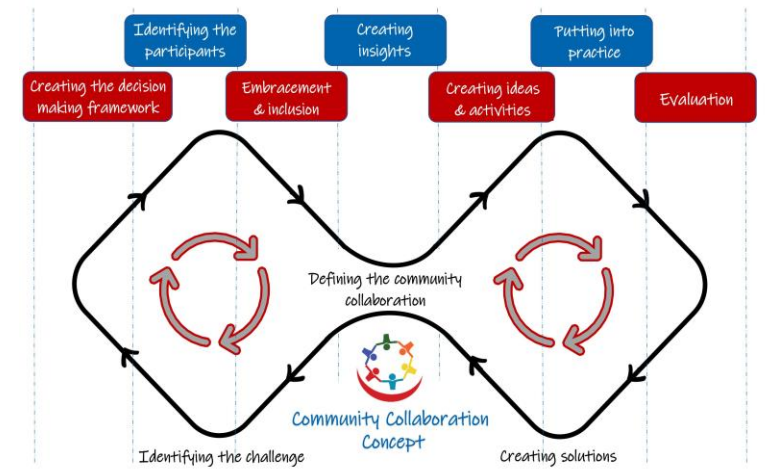 Identifying the
participants
Creating
insights
Putting into
practice
Creating the decision
making framework
Embracement
& inclusion
Creating ideas
& activities
Evaluation
Defining the community
collaboration
Community Collaboration
Concept
Identifying the challenge
Creating solutions